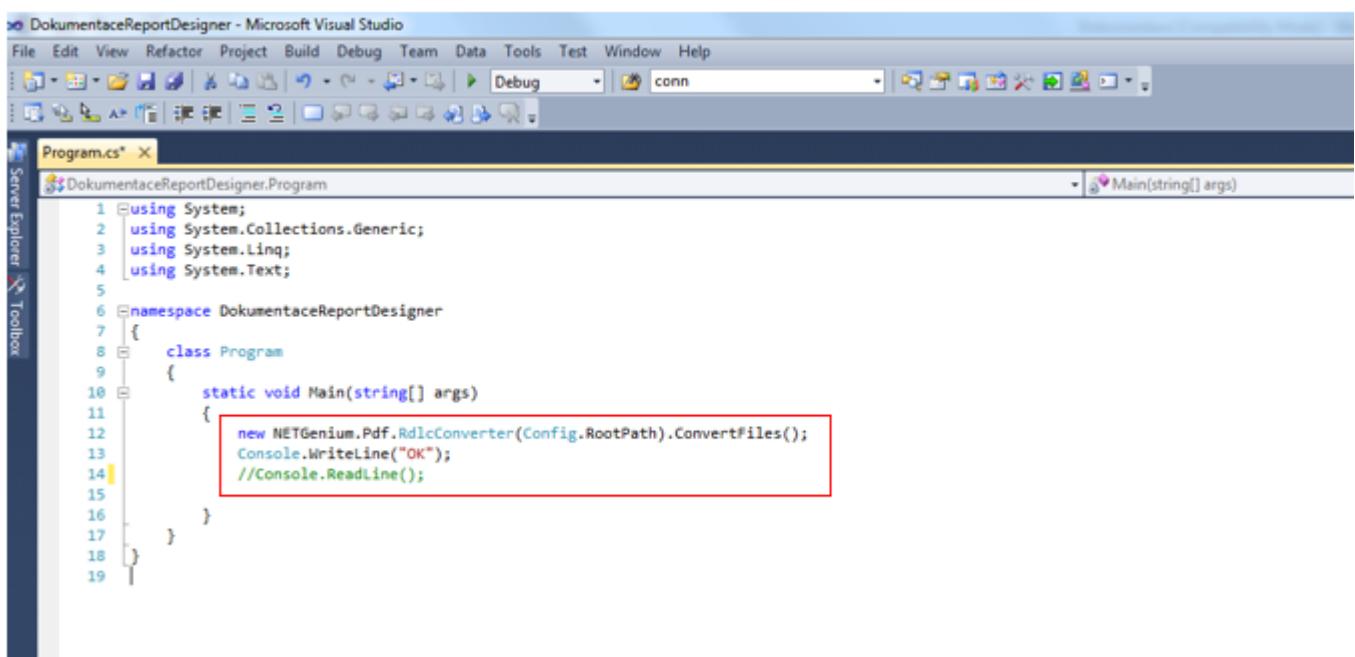 DokumentaceReportDesigner - Microsoft Visual Studio
File Edit View Refactor Project Build Debug Team Data Tools Test Window Help
Debug conn
Program.cs* X
DokumentaceReportDesigner.Program Main(string[] args)
Server Explorer
Toolbox
1 using System;
2 using System.Collections.Generic;
3 using System.Linq;
4 using System.Text;
5
6 namespace DokumentaceReportDesigner
7 {
8 class Program
9 {
10 static void Main(string[] args)
11 {
12 new NETGenium.Pdf.RdlcConverter(Config.RootPath).ConvertFiles();
13 Console.WriteLine("OK");
14 //Console.ReadLine();
15
16 }
17 }
18 }
19